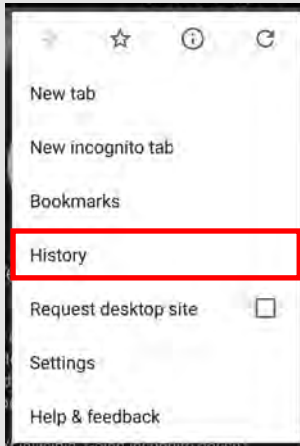 New tab
New incognito tab
Bookmarks
History
Request desktop site
Settings
Help & feedback